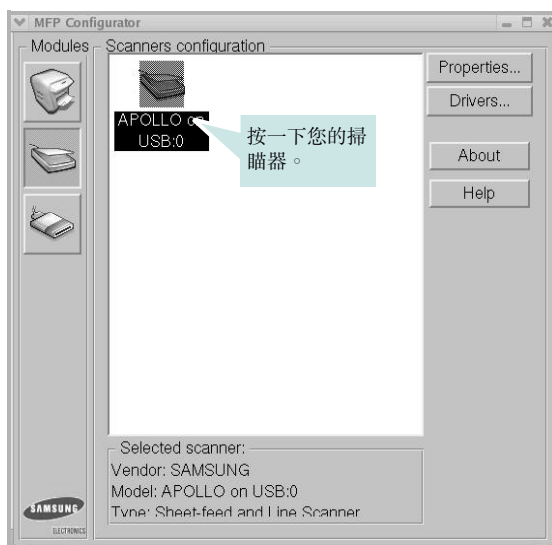 MFP Configurator
Modules
Scanners configuration
APOLLO on
USB:0
按一下您的掃
瞄器。
Properties...
Drivers...
About
Help
Selected scanner:
Vendor: SAMSUNG
Model: APOLLO on USB:0
Type: Sheet-feed and Line Scanner
SAMSUNG
ELECTRONICS